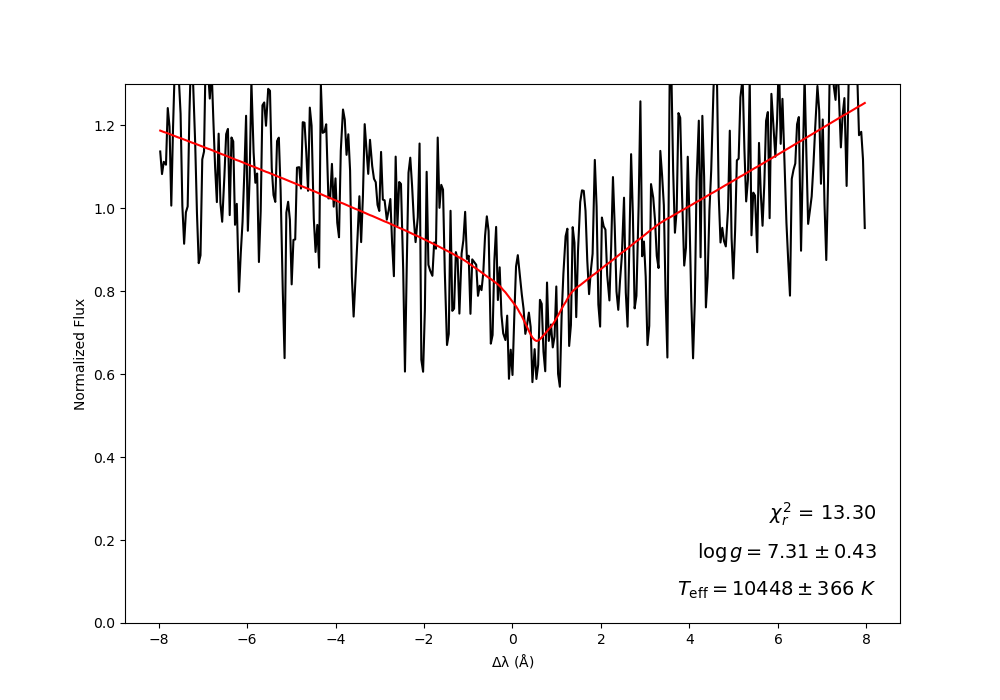 1.2
1.0
0.8
0.6
0.4
0.2
0.0
Normalized Flux
χ²ᵣ = 13.30
log g = 7.31 ± 0.43
T_eff = 10448 ± 366 K
−8 −6 −4 −2 0 2 4 6 8
Δλ (Å)